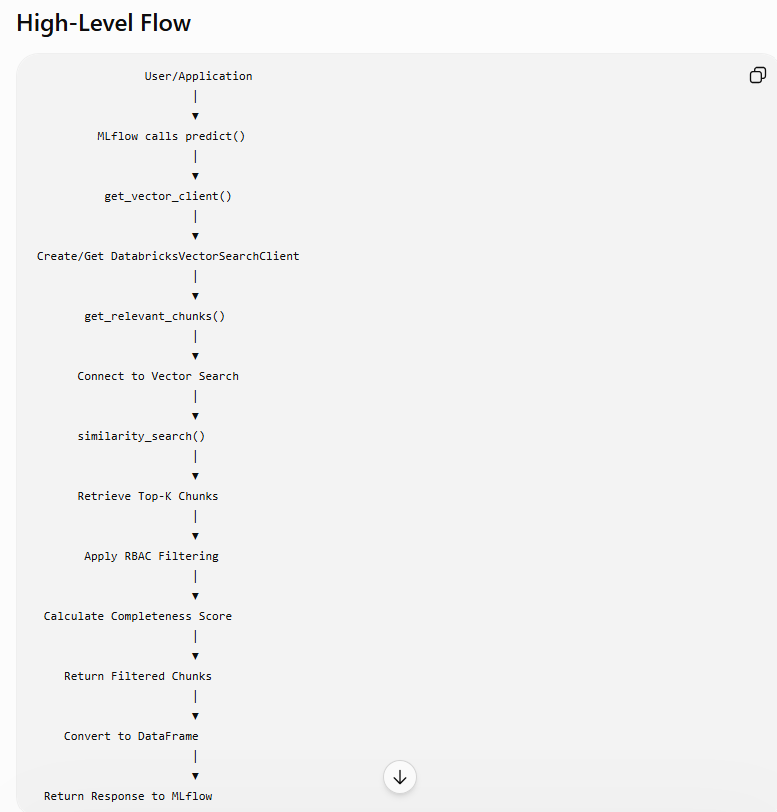 High-Level Flow
User/Application
|
▼
MLflow calls predict()
|
▼
get_vector_client()
|
▼
Create/Get DatabricksVectorSearchClient
|
▼
get_relevant_chunks()
|
▼
Connect to Vector Search
|
▼
similarity_search()
|
▼
Retrieve Top-K Chunks
|
▼
Apply RBAC Filtering
|
▼
Calculate Completeness Score
|
▼
Return Filtered Chunks
|
▼
Convert to DataFrame
|
▼
Return Response to MLflow